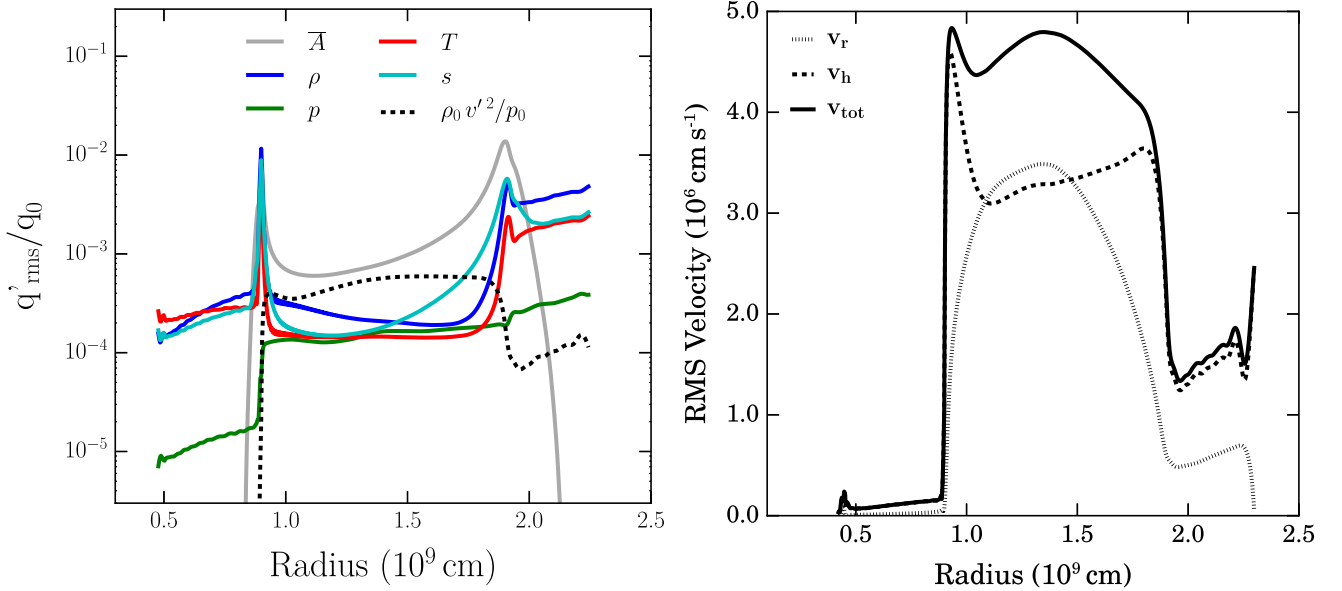 10⁻¹
10⁻²
10⁻³
10⁻⁴
10⁻⁵
q'rms/q₀
A̅ T
ρ s
p ρ₀ v'²/p₀
0.5 1.0 1.5 2.0 2.5
Radius (10⁹ cm)
5.0
4.0
3.0
2.0
1.0
0.0
RMS Velocity (10⁶ cm s⁻¹)
vᵣ
vₕ
vtot
0.5 1.0 1.5 2.0 2.5
Radius (10⁹ cm)